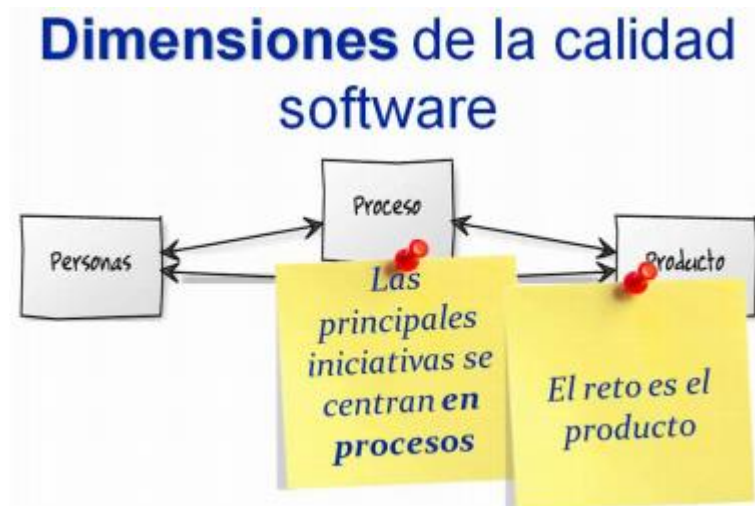 Dimensiones de la calidad
software
Proceso
Personas
Producto
Las
principales
iniciativas se
centran en
procesos
El reto es el
producto